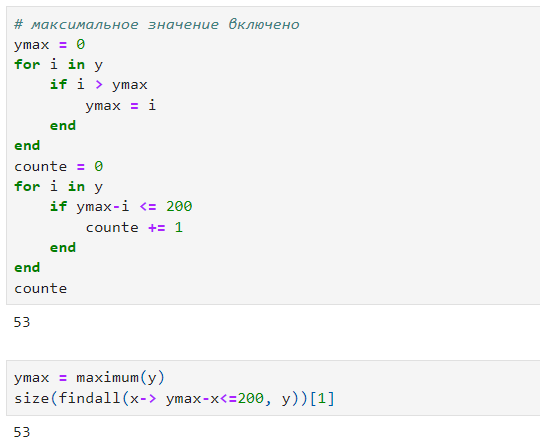 # максимальное значение включено
ymax = 0
for i in y
    if i > ymax
        ymax = i
    end
end
counte = 0
for i in y
    if ymax-i <= 200
        counte += 1
    end
end
counte
53
ymax = maximum(y)
size(findall(x-> ymax-x<=200, y))[1]
53